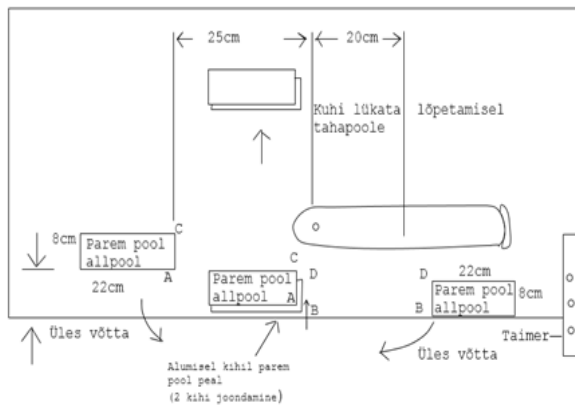 25cm
20cm
Kuhi lükata lõpetamisel
tahapoole
C
8cm
Parem pool
allpool
A
22cm
C
D
Parem pool
allpool
A
B
D
22cm
Parem pool
allpool
8cm
B
Üles võtta
Üles võtta
Taimer
Alumisel kihil parem
pool peal
(2 kihi joondamine)